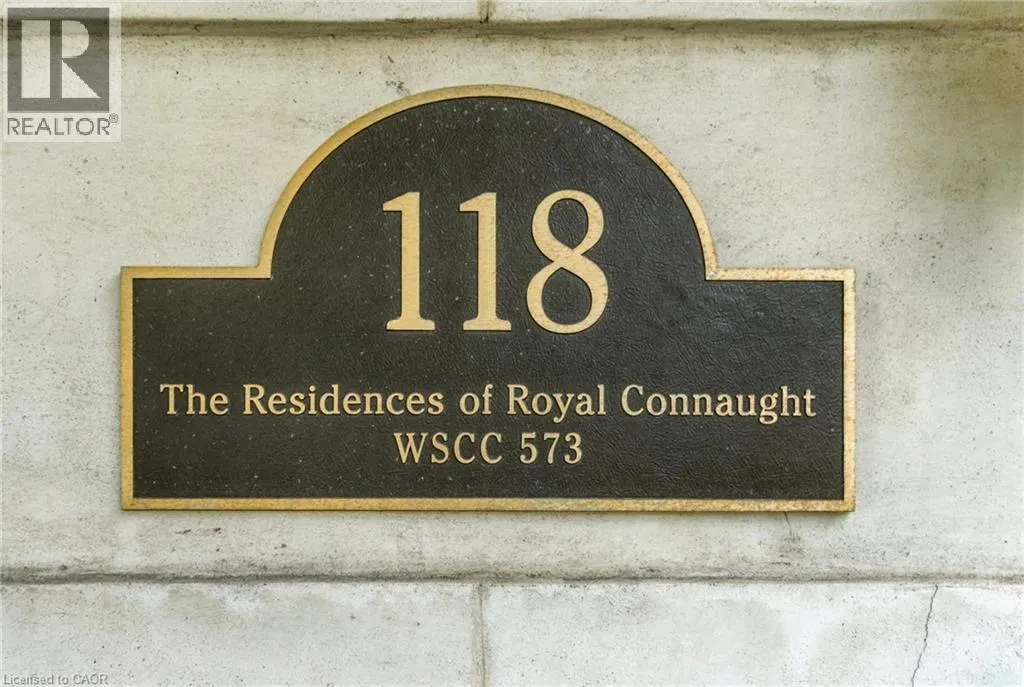 R
REALTOR®
118
The Residences of Royal Connaught
WSCC 573
Licensed to CAOR